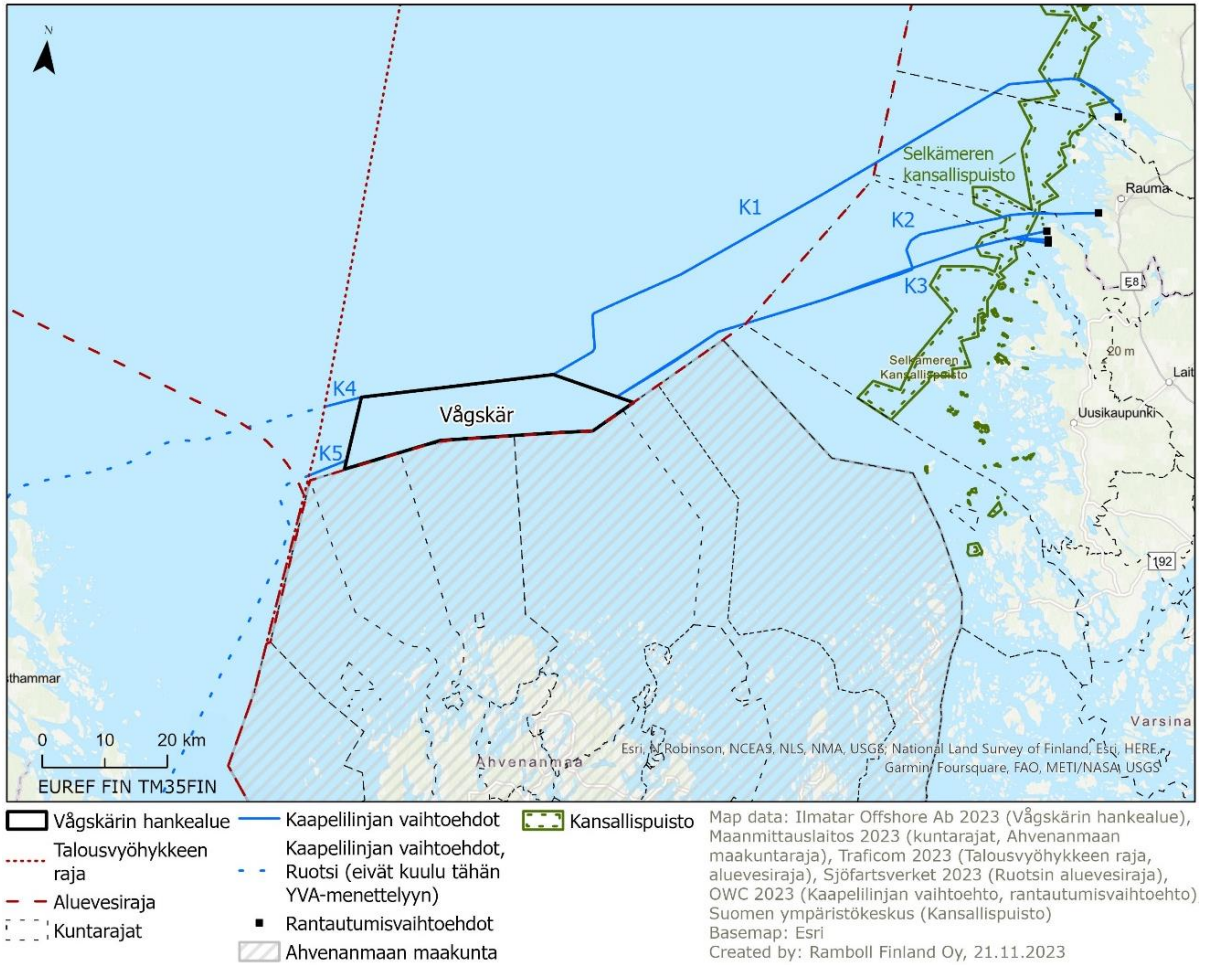 N
Selkämeren
kansallispuisto
Rauma
K1
K2
K3
E8
20 m
Selkämeren
Kansallispuisto
Lait
Uusikaupunki
K4
Vågskär
K5
192
sthammar
Varsina
0 10 20 km
Ahvenanmaa
Esri, N Robinson, NCEAS, NLS, NMA, USGS, National Land Survey of Finland, Esri, HERE,
Garmin, Foursquare, FAO, METI/NASA, USGS
EUREF FIN TM35FIN
Vågskärin hankealue
Talousvyöhykkeen
raja
Aluevesiraja
Kuntarajat
Kaapelilinjan vaihtoehdot
Kaapelilinjan vaihtoehdot,
Ruotsi (eivät kuulu tähän
YVA-menettelyyn)
Rantautumisvaihtoehdot
Ahvenanmaan maakunta
Kansallispuisto
Map data: Ilmatar Offshore Ab 2023 (Vågskärin hankealue),
Maanmittauslaitos 2023 (kuntarajat, Ahvenanmaan
maakuntaraja), Traficom 2023 (Talousvyöhykkeen raja,
aluevesiraja), Sjöfartsverket 2023 (Ruotsin aluevesiraja),
OWC 2023 (Kaapelilinjan vaihtoehto, rantautumisvaihtoehto)
Suomen ympäristökeskus (Kansallispuisto)
Basemap: Esri
Created by: Ramboll Finland Oy, 21.11.2023